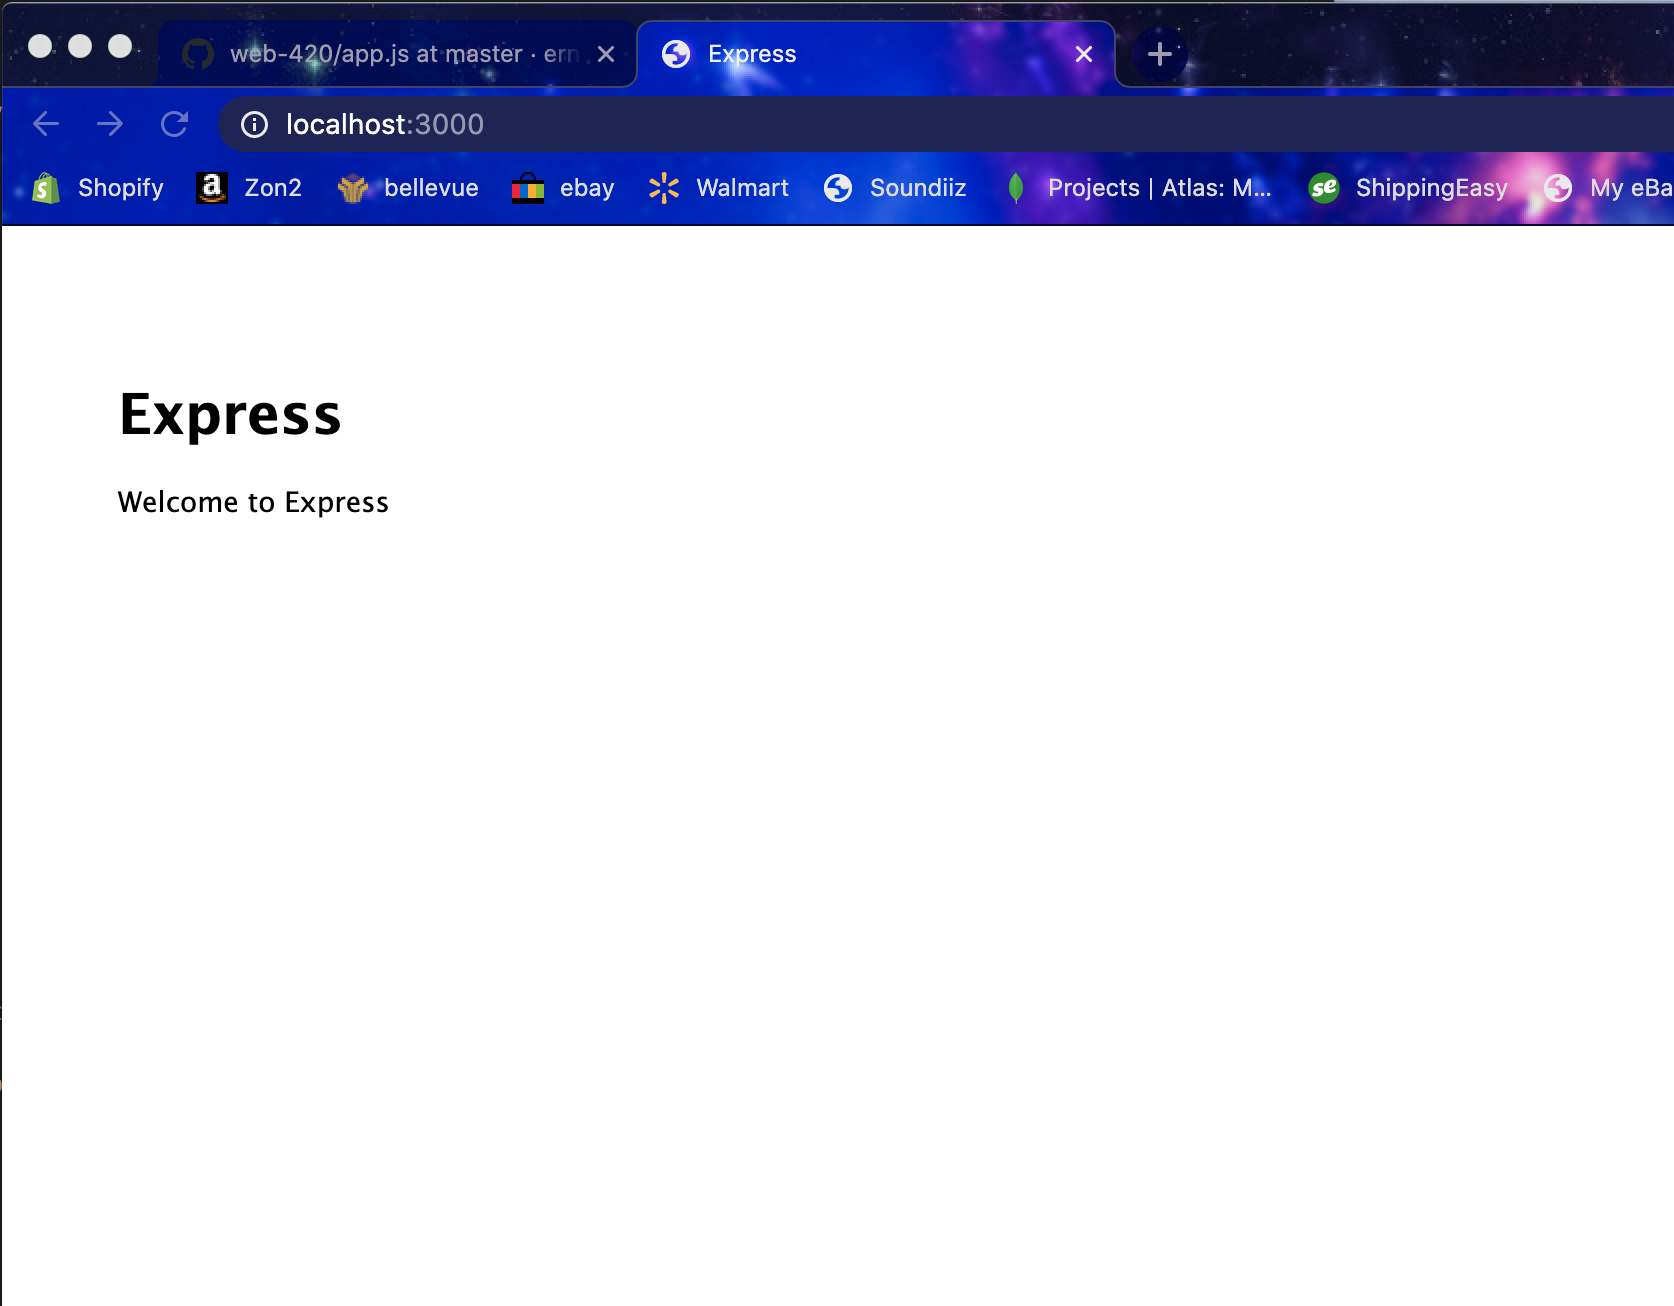 web-420/app.js at master · ern
Express
localhost:3000
Shopify Zon2 bellevue ebay Walmart Soundiiz Projects | Atlas: M... ShippingEasy My eBa
Express
Welcome to Express